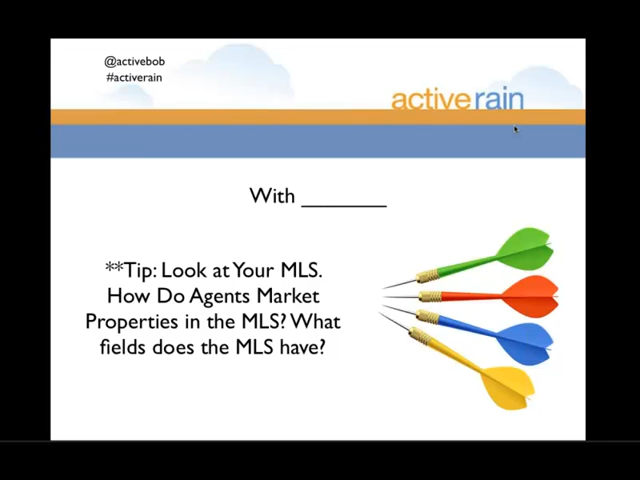 @activebob
#activerain
activerain
With ________
**Tip: Look at Your MLS.
How Do Agents Market
Properties in the MLS? What
fields does the MLS have?